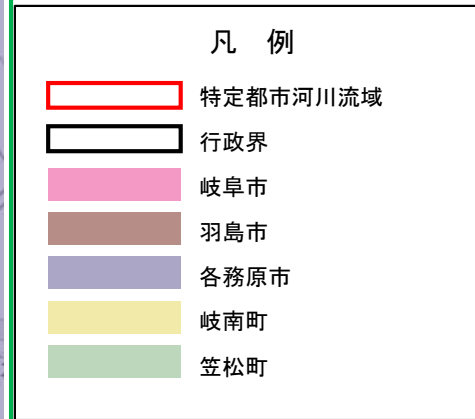 凡 例
特定都市河川流域
行政界
岐阜市
羽島市
各務原市
岐南町
笠松町